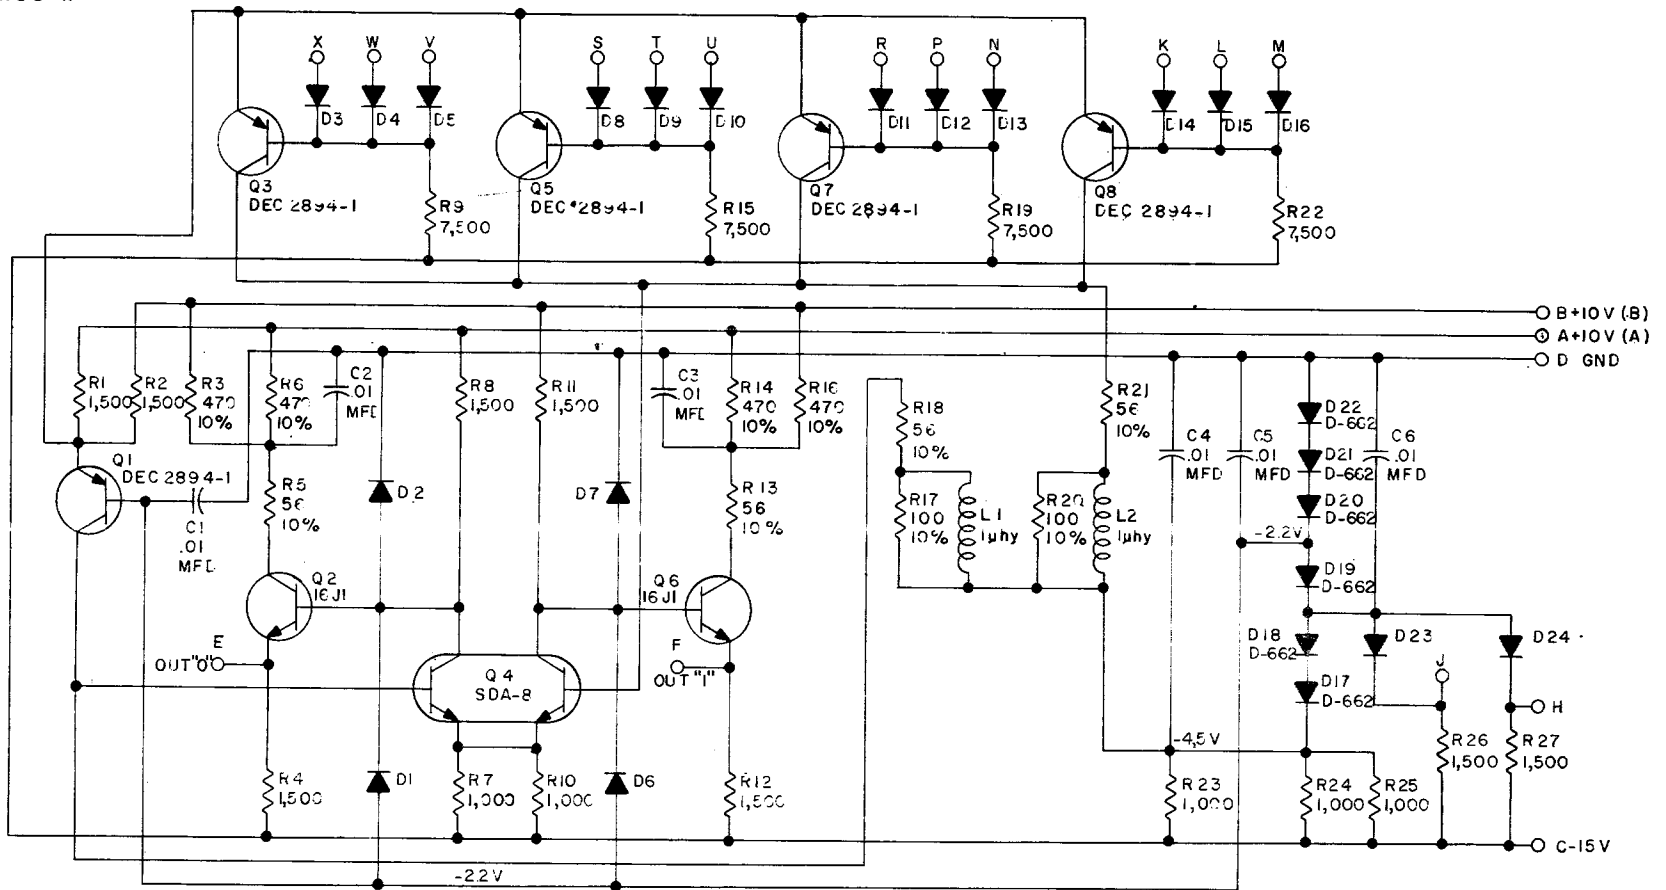 X W V S T U R P N K L M
D3 D4 D5 D8 D9 D10 D11 D12 D13 D14 D15 D16
Q3
DEC 2894-1
R9
7,500
Q5
DEC 2894-1
R15
7,500
Q7
DEC 2894-1
R19
7,500
Q8
DEC 2894-1
R22
7,500
B+10V (B)
A+10V (A)
D GND
R1
1,500
R2
1,500
R3
470
10%
R6
470
10%
C2
.01
MFD
R8
1,500
R11
1,500
C3
.01
MFD
R14
470
10%
R16
470
10%
R18
56
10%
R21
56
10%
C4
.01
MFD
C5
.01
MFD
D22
D-662
D21
D-662
D20
D-662
C6
.01
MFD
Q1
DEC 2894-1
C1
.01
MFD
R5
56
10%
D2
D7
R13
56
10%
R17
100
10%
L1
1µhy
R20
100
10%
L2
1µhy
-2.2V
D19
D-662
Q2
16J1
Q6
16J1
E
OUT "0"
Q4
SDA-8
F
OUT "1"
D18
D-662
D23
D24
J
D17
D-662
H
-4.5V
R4
1,500
D1
R7
1,000
R10
1,000
D6
R12
1,500
R23
1,000
R24
1,000
R25
1,000
R26
1,500
R27
1,500
C-15V
-2.2V